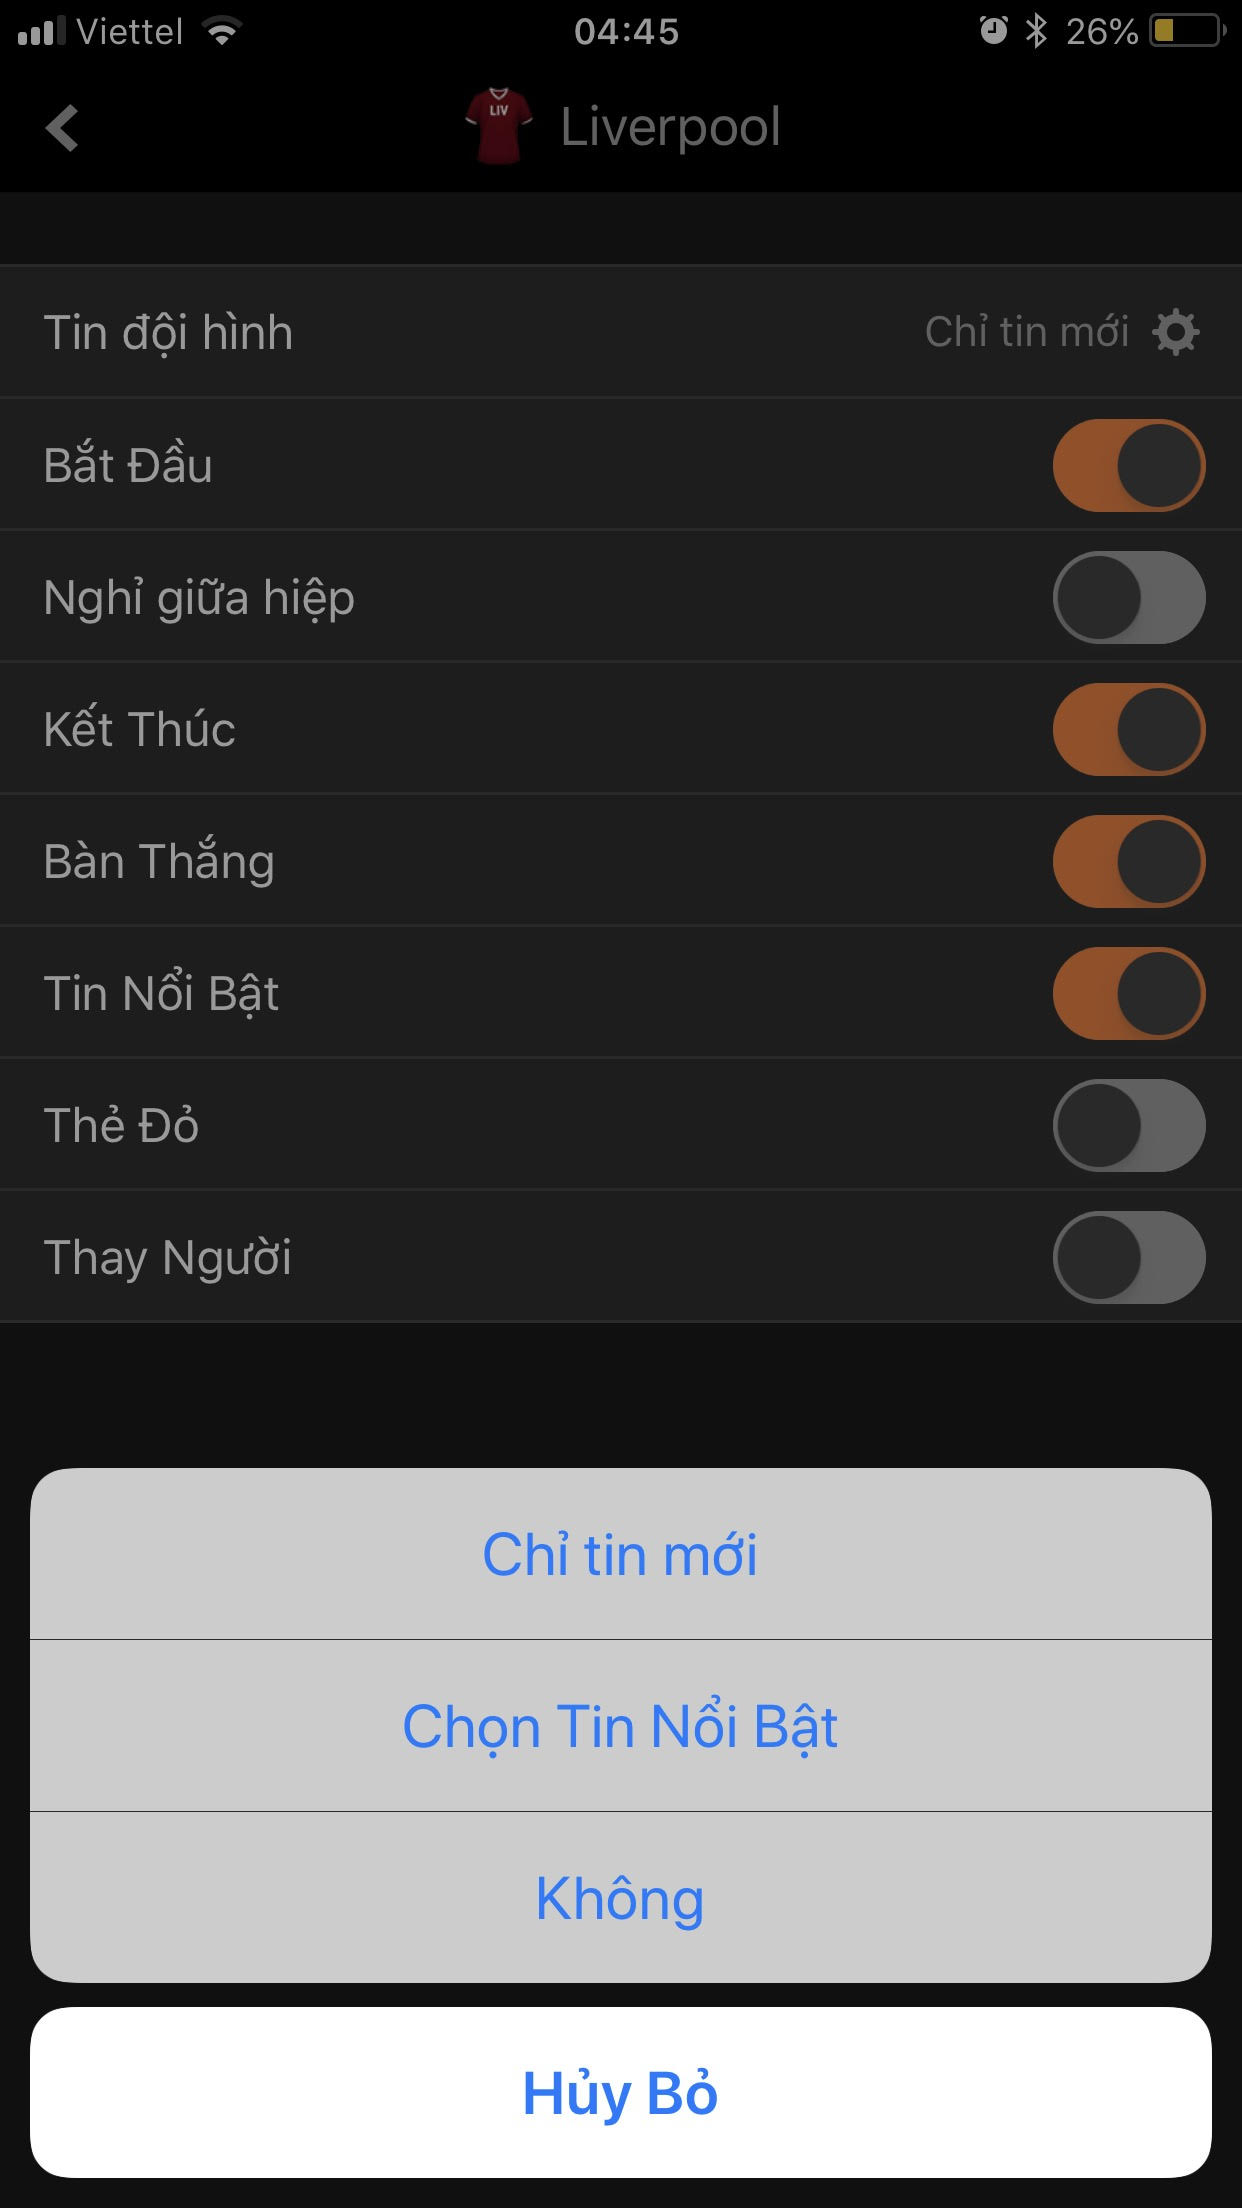 Viettel 04:45 26%
LIV Liverpool
Tin đội hình Chỉ tin mới
Bắt Đầu
Nghỉ giữa hiệp
Kết Thúc
Bàn Thắng
Tin Nổi Bật
Thẻ Đỏ
Thay Người
Chỉ tin mới
Chọn Tin Nổi Bật
Không
Hủy Bỏ